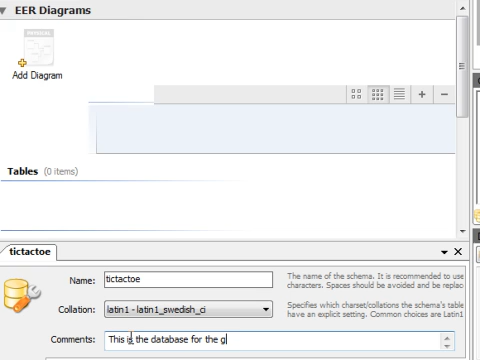 EER Diagrams
Add Diagram
Tables (0 items)
tictactoe
Name: tictactoe
The name of the schema. It is recommended to use
characters. Spaces should be avoided and be replac
Collation: latin1 - latin1_swedish_ci
Specifies which charset/collations the schema's table
have an explicit setting. Common choices are Latin1
Comments: This is the database for the g